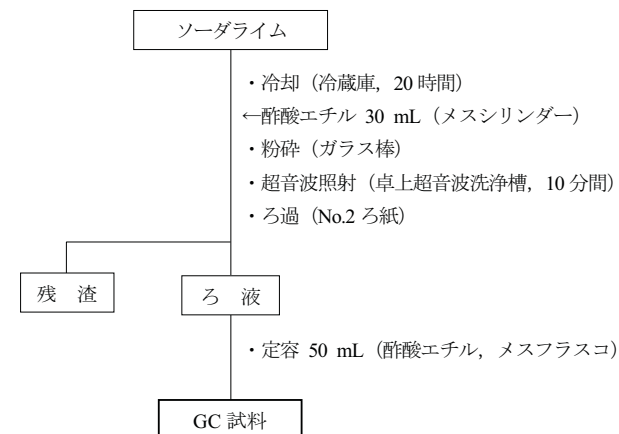 ソーダライム
・冷却（冷蔵庫，20 時間）
←酢酸エチル 30 mL（メスシリンダー）
・粉砕（ガラス棒）
・超音波照射（卓上超音波洗浄槽，10 分間）
・ろ過（No.2 ろ紙）
残 渣
ろ 液
・定容 50 mL（酢酸エチル，メスフラスコ）
GC 試料